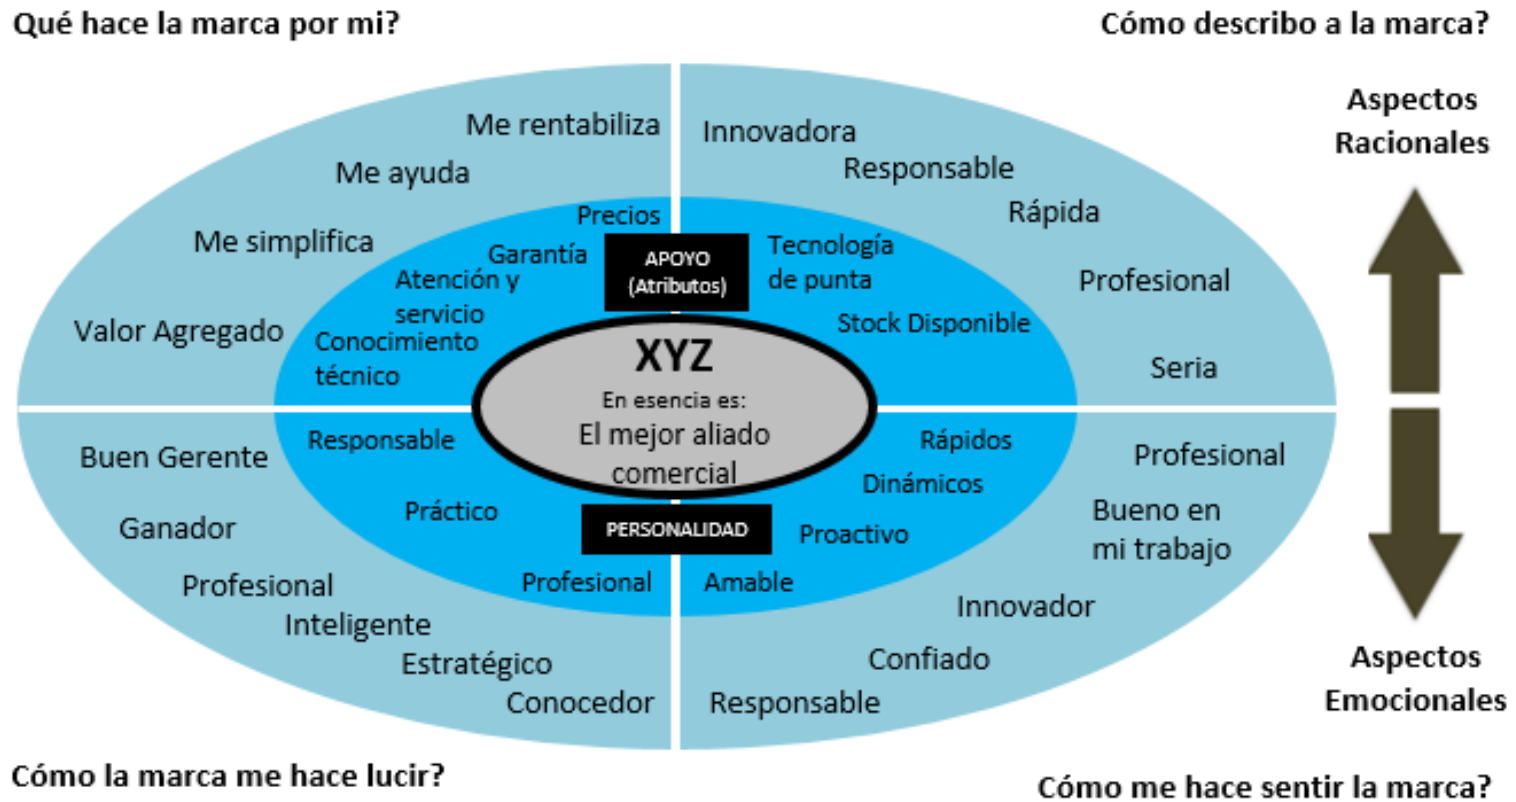 Qué hace la marca por mi?
Cómo describo a la marca?
Aspectos
Racionales
Me rentabiliza
Me ayuda
Me simplifica
Valor Agregado
Innovadora
Responsable
Rápida
Profesional
Seria
Precios
Garantía
Atención y
servicio
Conocimiento
técnico
APOYO
(Atributos)
Tecnología
de punta
Stock Disponible
XYZ
En esencia es:
El mejor aliado
comercial
Responsable
Práctico
Profesional
PERSONALIDAD
Rápidos
Dinámicos
Proactivo
Amable
Buen Gerente
Ganador
Profesional
Inteligente
Estratégico
Conocedor
Profesional
Bueno en
mi trabajo
Innovador
Confiado
Responsable
Aspectos
Emocionales
Cómo la marca me hace lucir?
Cómo me hace sentir la marca?